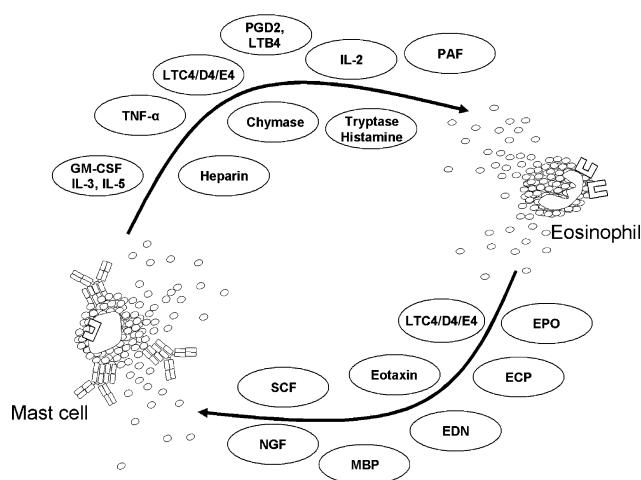 PGD2,
LTB4
IL-2
PAF
LTC4/D4/E4
TNF-α
Chymase
Tryptase
Histamine
GM-CSF
IL-3, IL-5
Heparin
Eosinophil
LTC4/D4/E4
EPO
Eotaxin
ECP
SCF
Mast cell
EDN
NGF
MBP